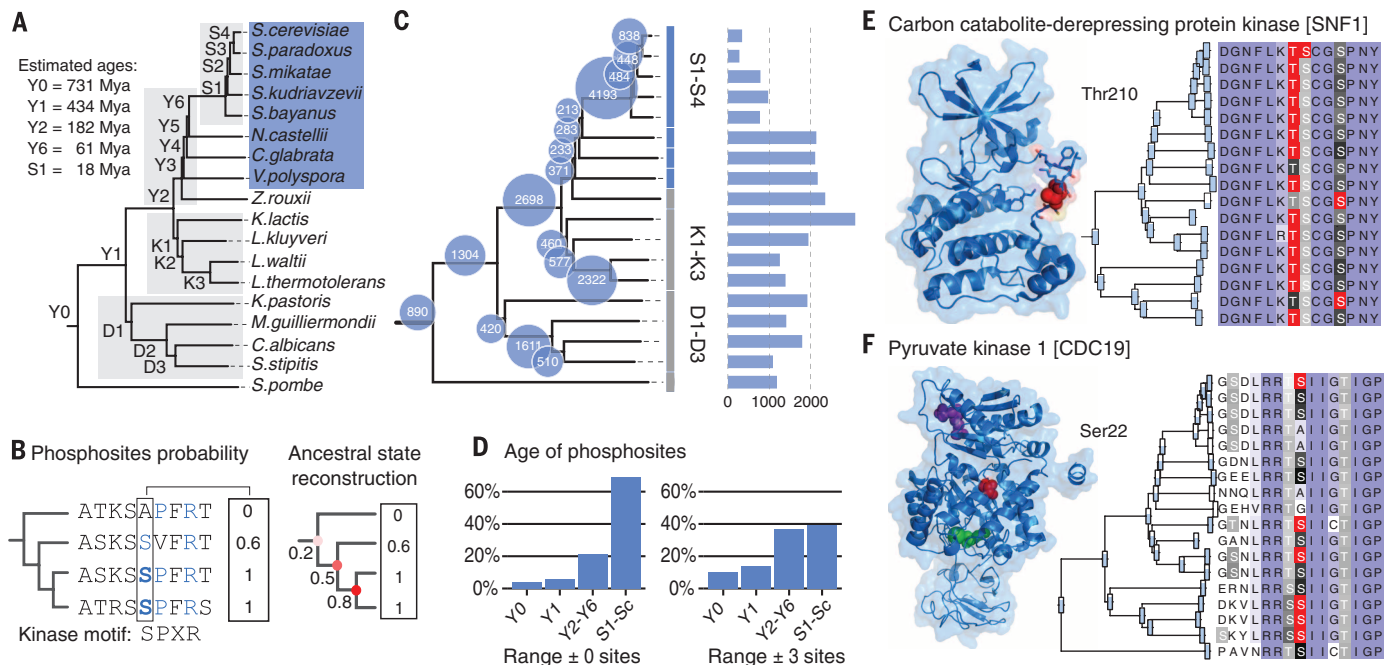 A
Estimated ages:
Y0 = 731 Mya
Y1 = 434 Mya
Y2 = 182 Mya
Y6 = 61 Mya
S1 = 18 Mya
Y0
Y1
Y2
Y3
Y4
Y5
Y6
S1
S2
S3
S4
K1
K2
K3
D1
D2
D3
S.cerevisiae
S.paradoxus
S.mikatae
S.kudriavzevii
S.bayanus
N.castellii
C.glabrata
V.polyspora
Z.rouxii
K.lactis
L.kluyveri
L.waltii
L.thermotolerans
K.pastoris
M.guilliermondii
C.albicans
S.stipitis
S.pombe
B Phosphosites probability
ATKSAPFRT 0
ASKSSVFRT 0.6
ASKSSPFRT 1
ATRSSPFRS 1
Kinase motif: SPXR
Ancestral state
reconstruction
0
0.6
1
1
0.2
0.5
0.8
C
838
448
484
4193
213
283
233
371
2698
1304
460
577
2322
890
420
1611
510
S1-S4
K1-K3
D1-D3
0 1000 2000
D Age of phosphosites
60%
40%
20%
0%
Y0 Y1 Y2-Y6 S1-Sc
Range ± 0 sites
60%
40%
20%
0%
Y0 Y1 Y2-Y6 S1-Sc
Range ± 3 sites
E Carbon catabolite-derepressing protein kinase [SNF1]
Thr210
DGNFLKTSCGSPNY
DGNFLKTSCGSPNY
DGNFLKTSCGSPNY
DGNFLKTSCGSPNY
DGNFLKTSCGSPNY
DGNFLKTSCGSPNY
DGNFLKTSCGSPNY
DGNFLKTSCGSPNY
DGNFLKTSCGSPNY
DGNFLKTSCGSPNY
DGNFLKTSCGSPNY
DGNFLRTSCGSPNY
DGNFLKTSCGSPNY
DGNFLKTSCGSPNY
DGNFLKTSCGSPNY
DGNFLKTSCGSPNY
DGNFLKTSCGSPNY
F Pyruvate kinase 1 [CDC19]
Ser22
GSDLRRTSIIGTIGP
GSDLRRTSIIGTIGP
GSDLRRTSIIGTIGP
GSDLRRTAIIGTIGP
GSDLRRTAIIGTIGP
GDNLRRTSIIGTIGP
GEELRRTSIIGTIGP
NNQLRRTAIIGTIGP
GEHVRRTGIIGTIGP
GTNLRRTSIICTIGP
GANLRRTSIIGTIGP
GSNLRRTSIIGTIGP
GSNLRRTSIIGTIGP
ERNLRRSSIIGTIGP
DKVLRRSSIIGTIGP
DKVLRRSSIIGTIGP
SKYLRRSSIIGTIGP
PAVNRRTSIICTIGP